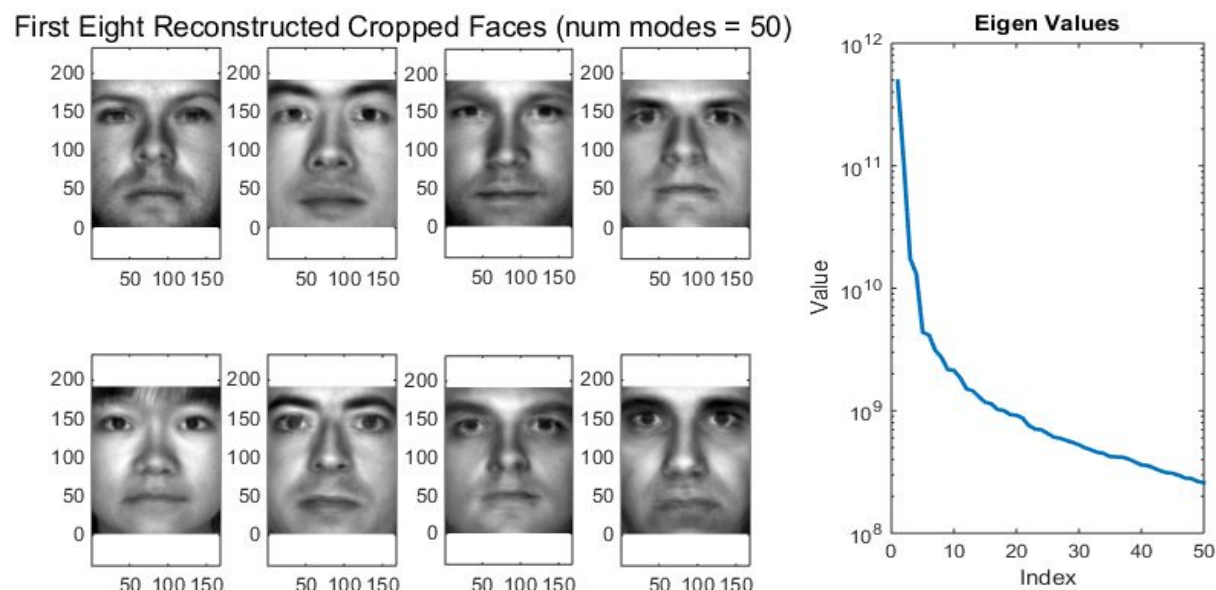 First Eight Reconstructed Cropped Faces (num modes = 50)
200 200 200 200
150 150 150 150
100 100 100 100
50 50 50 50
0 0 0 0
50 100 150 50 100 150 50 100 150 50 100 150
200 200 200 200
150 150 150 150
100 100 100 100
50 50 50 50
0 0 0 0
50 100 150 50 100 150 50 100 150 50 100 150
Eigen Values
10^12
10^11
10^10
10^9
10^8
Value
0 10 20 30 40 50
Index